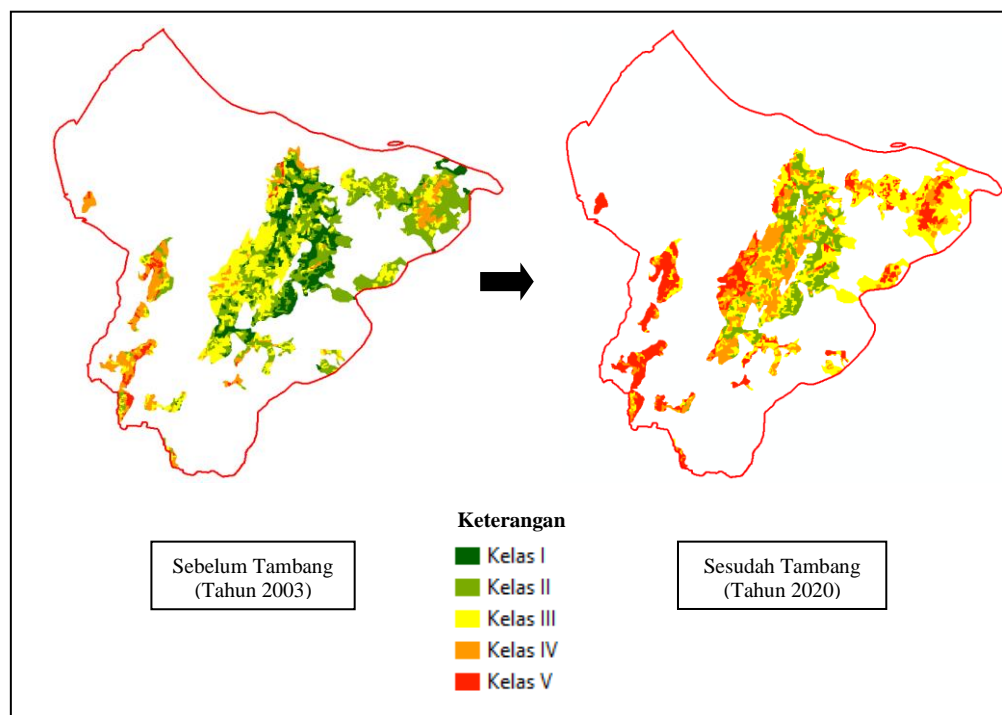 Sebelum Tambang
(Tahun 2003)
Keterangan
Kelas I
Kelas II
Kelas III
Kelas IV
Kelas V
Sesudah Tambang
(Tahun 2020)